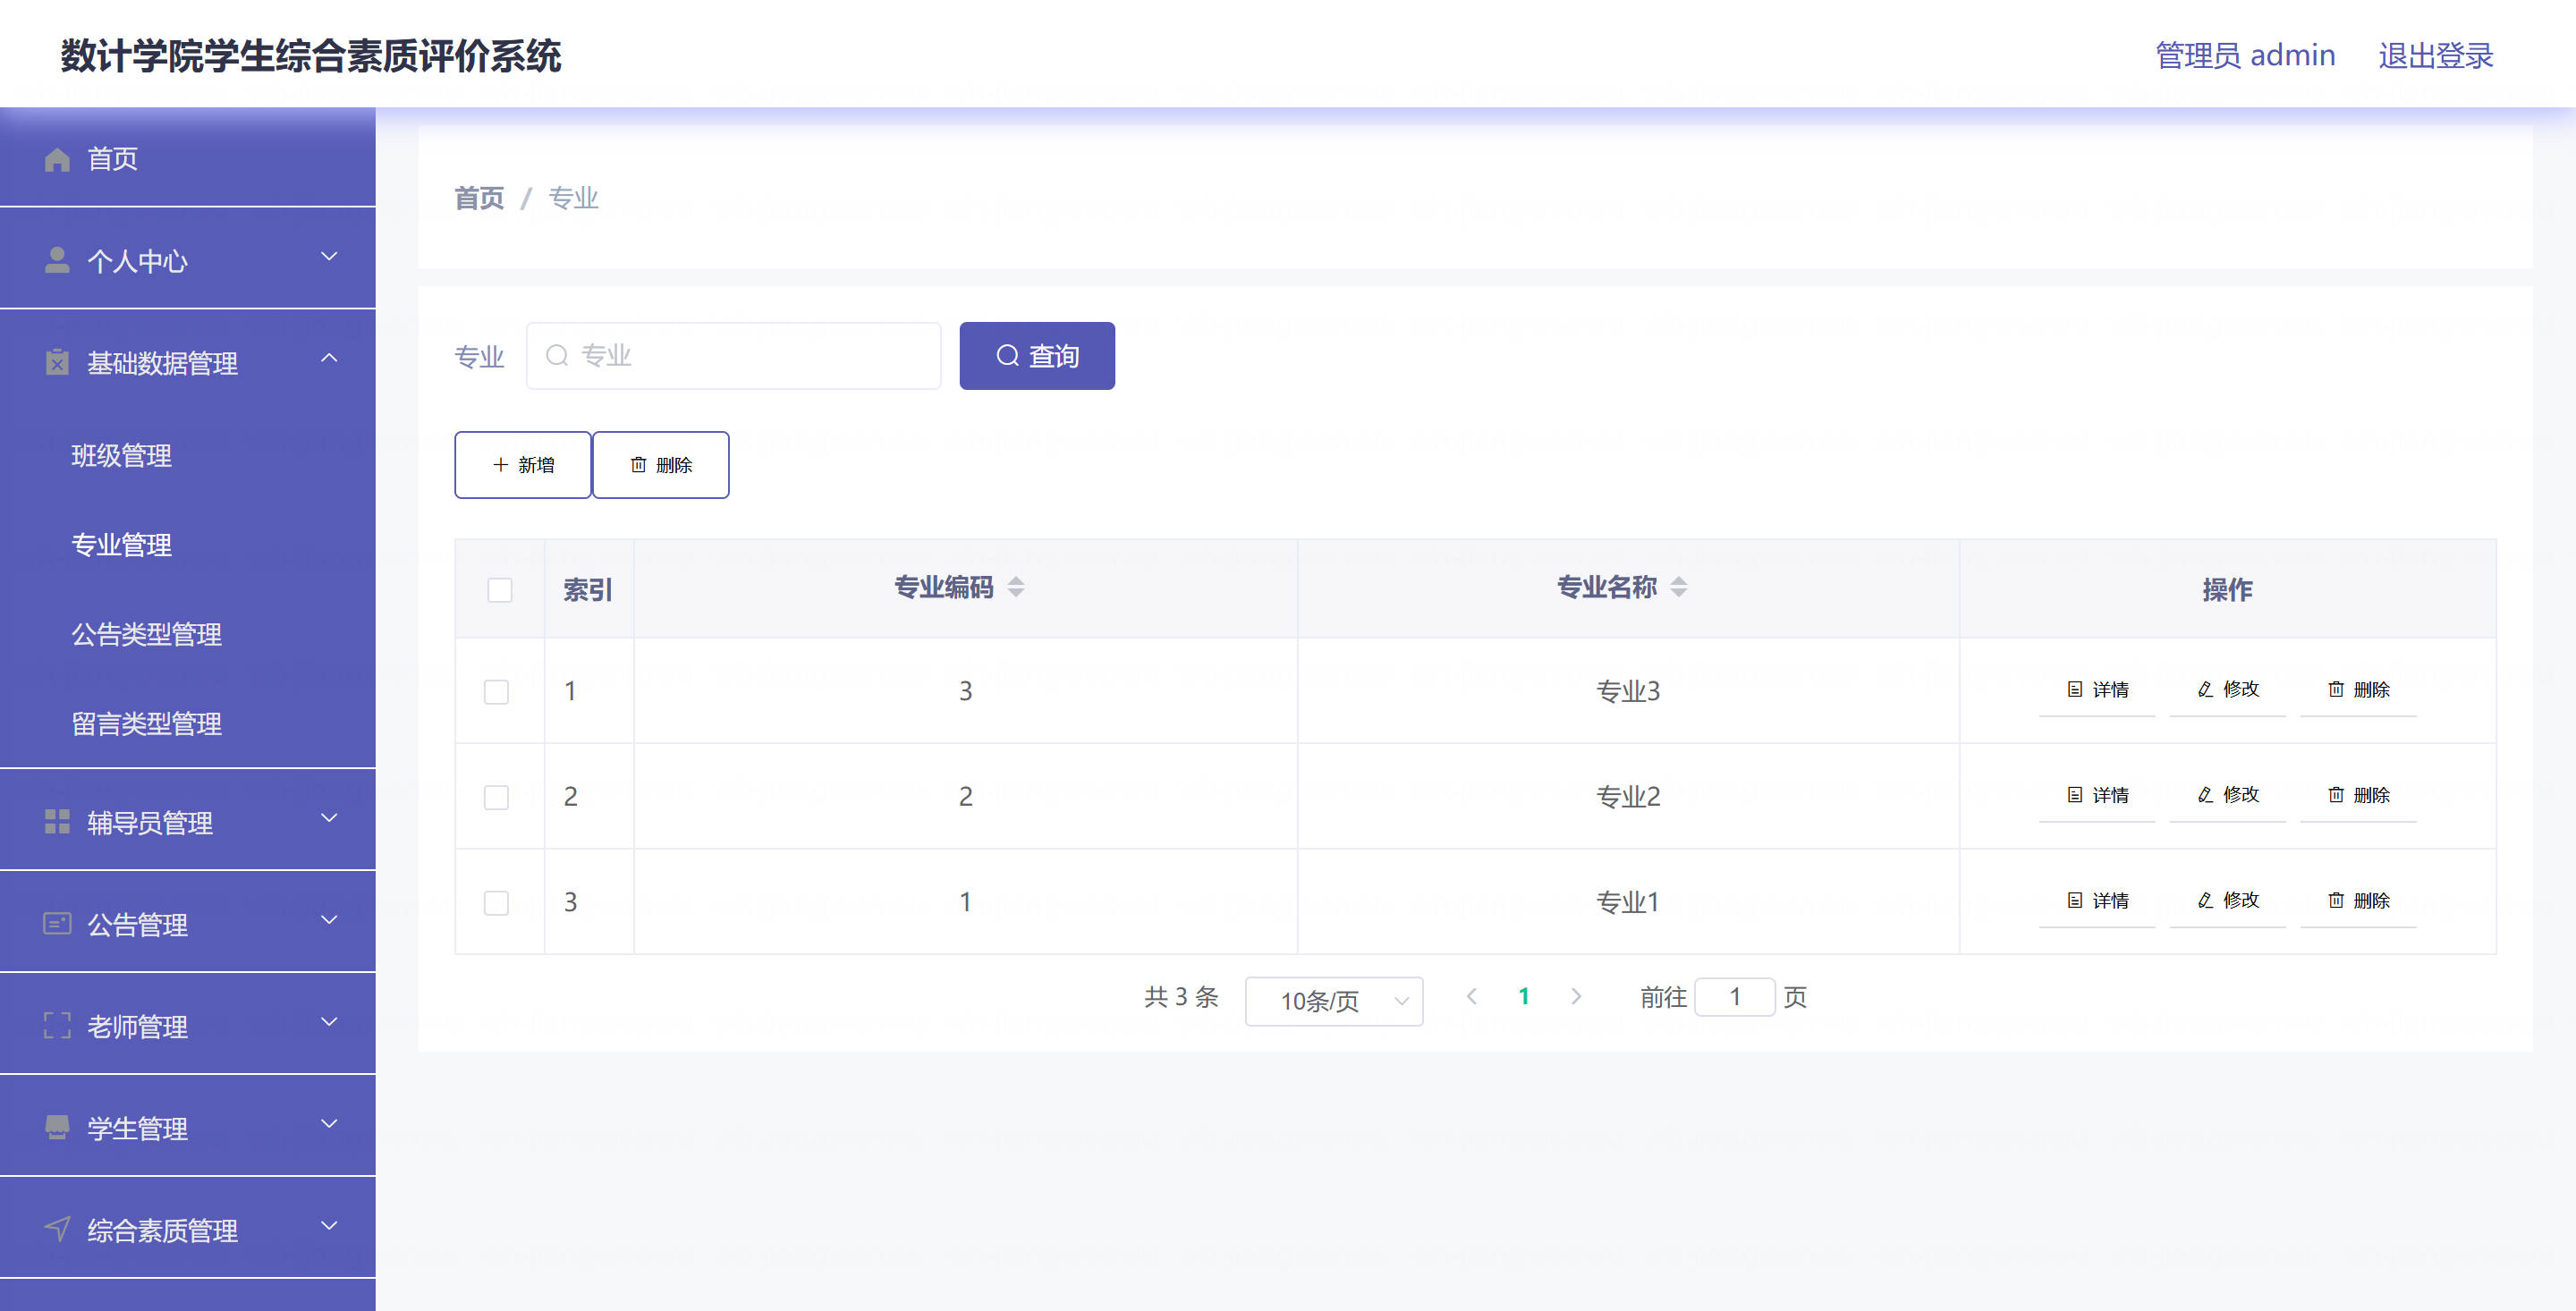 数计学院学生综合素质评价系统
管理员 admin 退出登录
首页
个人中心
基础数据管理
班级管理
专业管理
公告类型管理
留言类型管理
辅导员管理
公告管理
老师管理
学生管理
综合素质管理
首页 / 专业
专业 专业 查询
新增 删除
索引 专业编码 专业名称 操作
1 3 专业3 详情 修改 删除
2 2 专业2 详情 修改 删除
3 1 专业1 详情 修改 删除
共 3 条 10条/页 1 前往 1 页